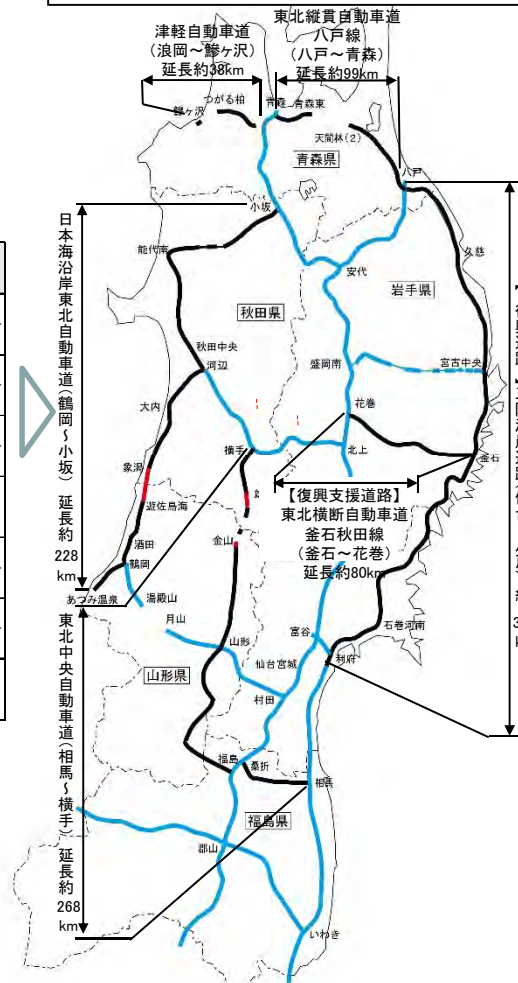 津軽自動車道
（浪岡～鰺ヶ沢）
延長約38km
東北縦貫自動車道
八戸線
（八戸～青森）
延長約99km
鰺ヶ沢
つがる柏
青森
青森東
天間林(2)
青森県
八戸
小坂
能代南
安代
久慈
秋田県
岩手県
秋田中央
河辺
盛岡南
宮古中央
大内
花巻
横手
北上
釜石
象潟
遊佐鳥海
【復興支援道路】
東北横断自動車道
釜石秋田線
（釜石～花巻）
延長約80km
金山
酒田
鶴岡
あつみ温泉
湯殿山
月山
山形
富谷
石巻河南
仙台宮城
利府
山形県
村田
福島
桑折
相馬
福島県
郡山
いわき
日本海沿岸東北自動車道（鶴岡～小坂） 延長約
228
km
東北中央自動車道（相馬～横手） 延長約
268
km